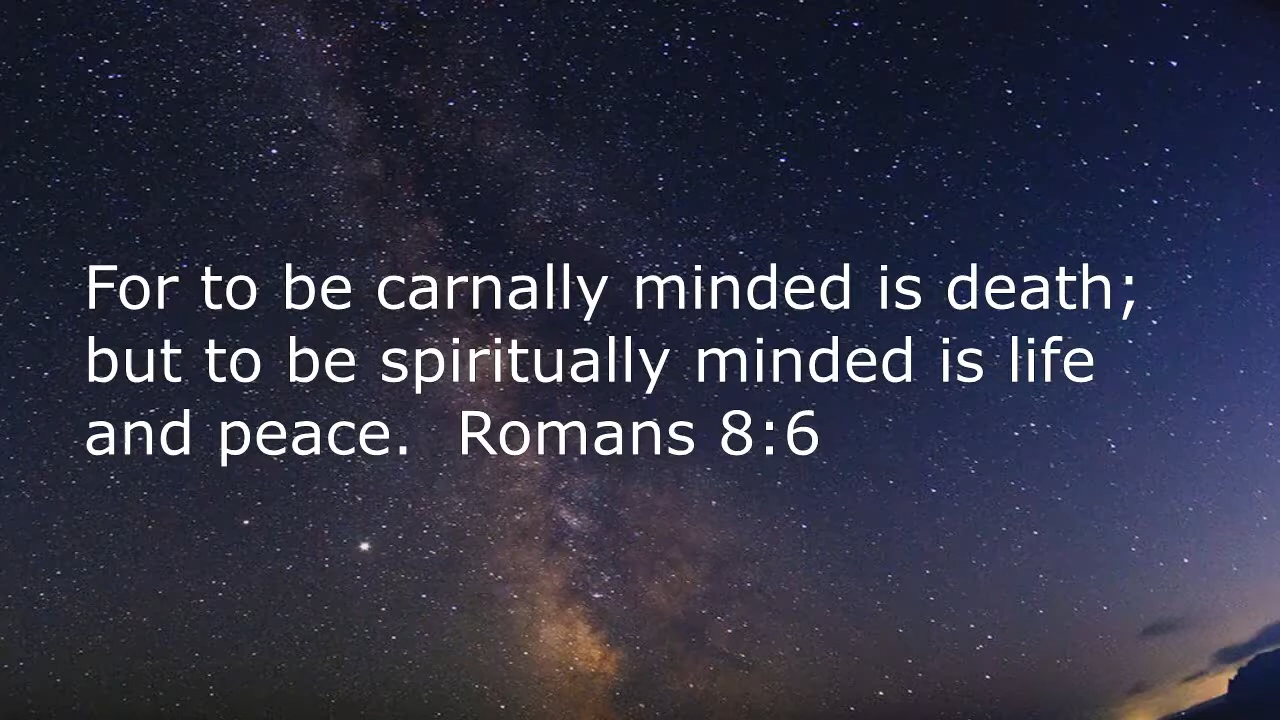 For to be carnally minded is death;
but to be spiritually minded is life
and peace.  Romans 8:6